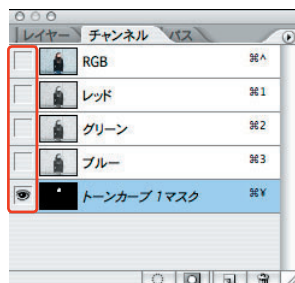 レイヤー チャンネル パス
RGB ⌘^
レッド ⌘1
グリーン ⌘2
ブルー ⌘3
トーンカーブ 1 マスク ⌘¥